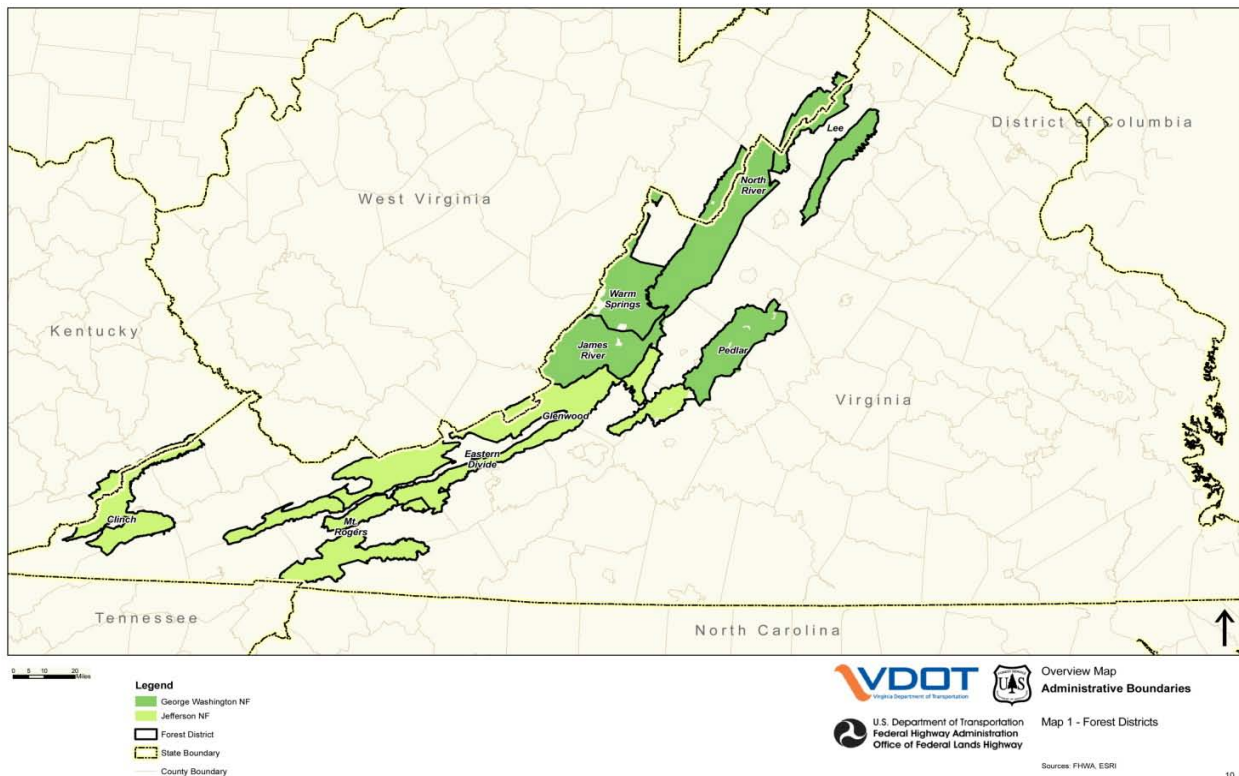 Lee
District of Columbia
North
River
West Virginia
Warm
Springs
Kentucky
James
River
Pedlar
Virginia
Glenwood
Eastern
Divide
Clinch
Mt.
Rogers
Tennessee
North Carolina
0 5 10 20
Miles
Legend
George Washington NF
Jefferson NF
Forest District
State Boundary
County Boundary
VDOT
Virginia Department of Transportation
U.S. Department of Transportation
Federal Highway Administration
Office of Federal Lands Highway
U S
Overview Map
Administrative Boundaries
Map 1 - Forest Districts
Sources: FHWA, ESRI
10